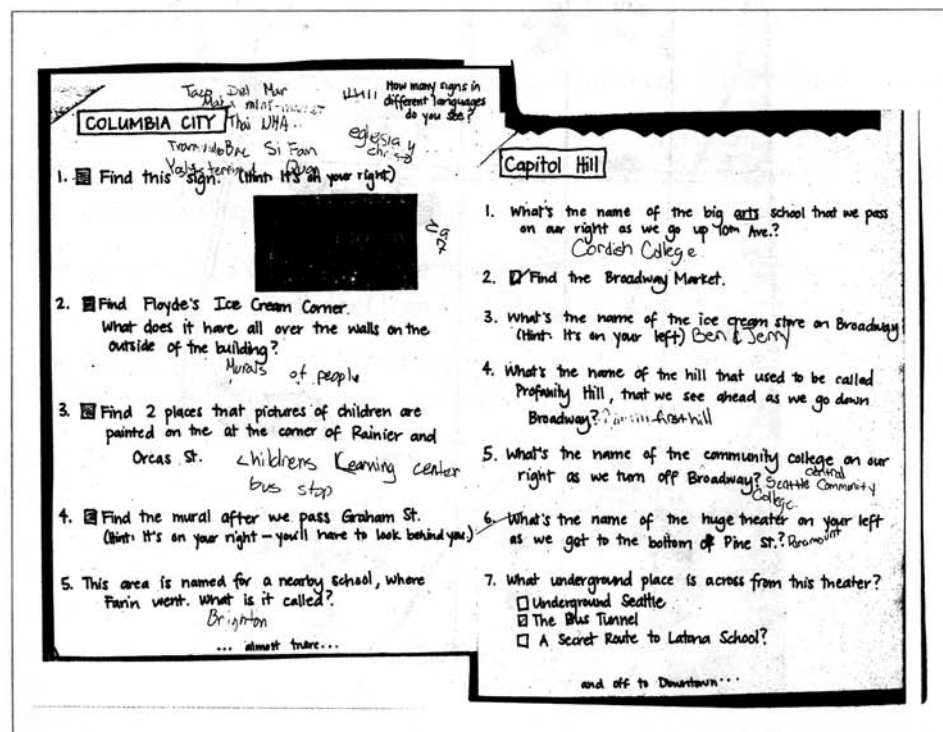 How many signs in
different languages
do you see?
Taco Del Mar
mini-
COLUMBIA CITY
Thai
Si Fan
1. Find this sign. (Hint: It's on your right)
2. Find Floyde's Ice Cream Corner.
What does it have all over the walls on the
outside of the building?
Murals of people
3. Find 2 places that pictures of children are
painted on the at the corner of Rainier and
Orcas St.
childrens Learning center
bus stop
4. Find the mural after we pass Graham St.
(Hint: It's on your right - you'll have to look behind you.)
5. This area is named for a nearby school, where
Farin went. What is it called?
Brighton
... almost there...
Capitol Hill
1. What's the name of the big arts school that we pass
on our right as we go up 10th Ave.?
Cordish College
2. Find the Broadway Market.
3. What's the name of the ice cream store on Broadway?
(Hint: It's on your left) Ben & Jerry
4. What's the name of the hill that used to be called
Profanity Hill, that we see ahead as we go down
Broadway? first hill
5. What's the name of the community college on our
right as we turn off Broadway? Seattle central Community
College
6. What's the name of the huge theater on your left
as we get to the bottom of Pine St.? Paramount
7. What underground place is across from this theater?
Underground Seattle
The Bus Tunnel
A Secret Route to Latona School?
and off to Downtown...